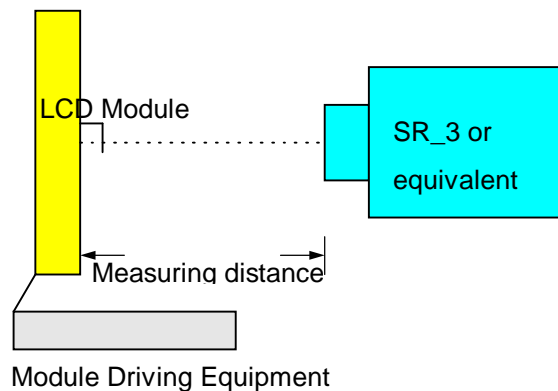 LCD Module
SR_3 or
equivalent
Measuring distance
Module Driving Equipment